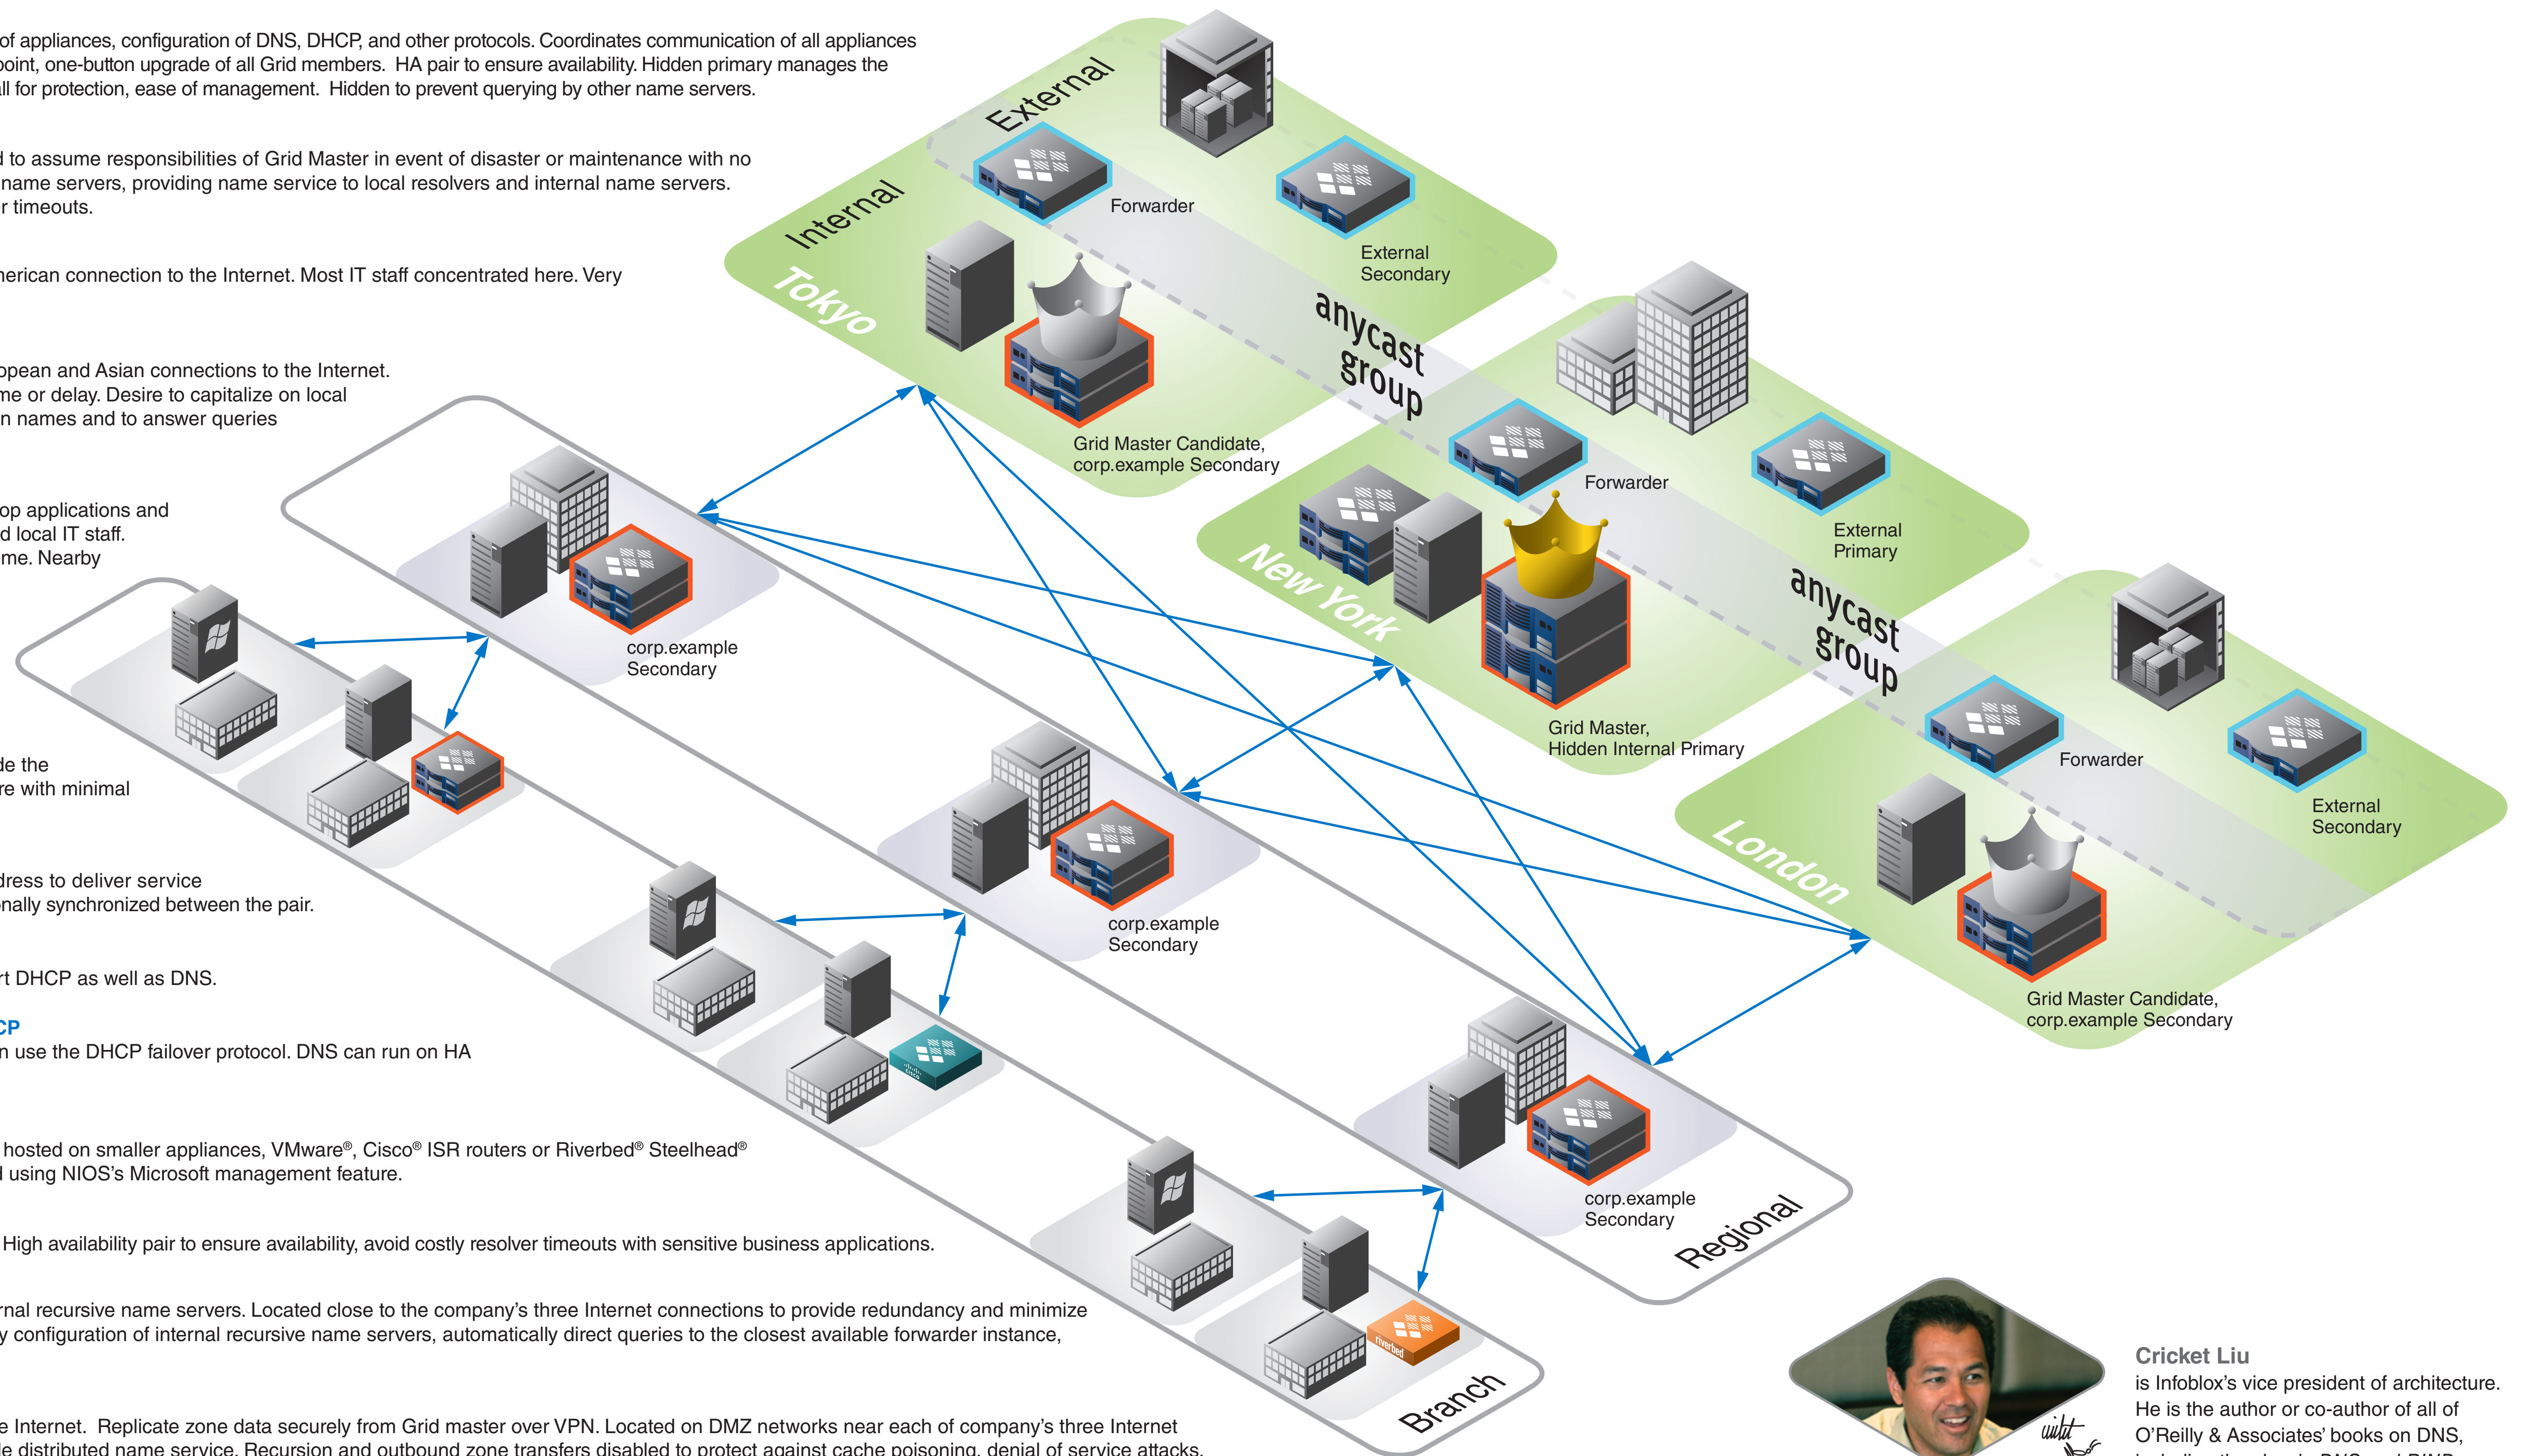 of appliances, configuration of DNS, DHCP, and other protocols. Coordinates communication of all appliances
point, one-button upgrade of all Grid members. HA pair to ensure availability. Hidden primary manages the
all for protection, ease of management. Hidden to prevent querying by other name servers.
to assume responsibilities of Grid Master in event of disaster or maintenance with no
name servers, providing name service to local resolvers and internal name servers.
timeouts.
connection to the Internet. Most IT staff concentrated here. Very
and Asian connections to the Internet.
or delay. Desire to capitalize on local
names and to answer queries
applications and
local IT staff.
Nearby
the
with minimal
to deliver service
synchronized between the pair.
DHCP as well as DNS.
use the DHCP failover protocol. DNS can run on HA
hosted on smaller appliances, VMware®, Cisco® ISR routers or Riverbed® Steelhead®
using NIOS's Microsoft management feature.
High availability pair to ensure availability, avoid costly resolver timeouts with sensitive business applications.
recursive name servers. Located close to the company's three Internet connections to provide redundancy and minimize
configuration of internal recursive name servers, automatically direct queries to the closest available forwarder instance,
Internet. Replicate zone data securely from Grid master over VPN. Located on DMZ networks near each of company's three Internet
distributed name service. Recursion and outbound zone transfers disabled to protect against cache poisoning, denial of service attacks.
External
Internal
Tokyo
Forwarder
External
Secondary
Grid Master Candidate,
corp.example Secondary
anycast
group
New York
Forwarder
External
Primary
Grid Master,
Hidden Internal Primary
anycast
group
London
Forwarder
External
Secondary
Grid Master Candidate,
corp.example Secondary
corp.example
Secondary
corp.example
Secondary
corp.example
Secondary
Regional
cisco
riverbed
Branch
Cricket Liu
is Infoblox's vice president of architecture.
He is the author or co-author of all of
O'Reilly & Associates' books on DNS,